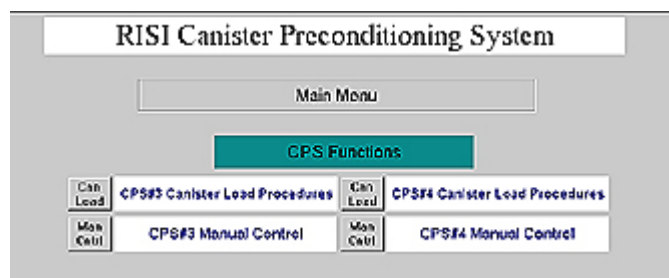 RISI Canister Preconditioning System
Main Menu
CPS Functions
Can Load CPS#3 Canister Load Procedures Can Load CPS#4 Canister Load Procedures
Man Cntl CPS#3 Manual Control Man Cntl CPS#4 Manual Control